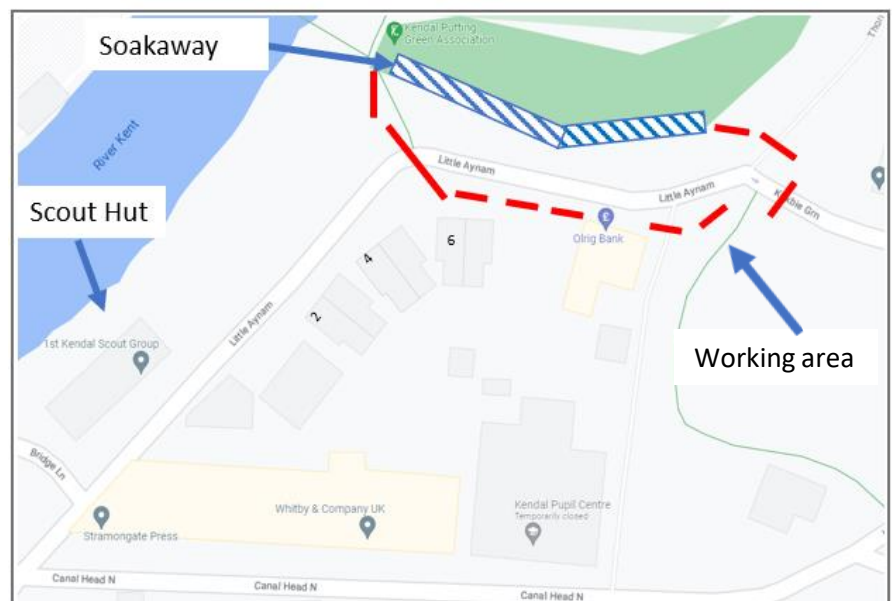 Soakaway
Kendal Putting
Green Association
River Kent
Scout Hut
Little Aynam
Little Aynam
Olrig Bank
6
4
2
Little Aynam
Working area
1st Kendal Scout Group
Bridge Ln
Whitby & Company UK
Kendal Pupil Centre
Temporarily closed
Stramongate Press
Canal Head N
Canal Head N
Canal Head N